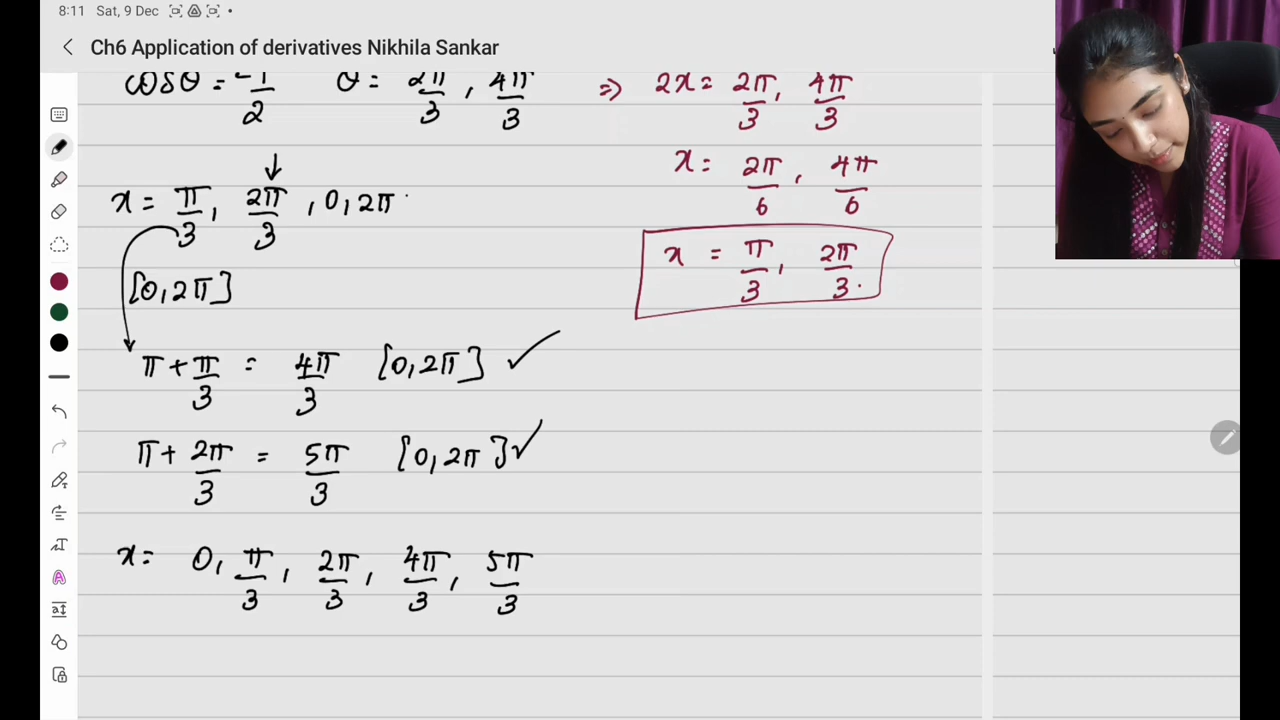 8:11 Sat, 9 Dec
Ch6 Application of derivatives Nikhila Sankar
cosθ = -1/2 θ = 2π/3, 4π/3
⇒ 2x = 2π/3, 4π/3
x = 2π/6, 4π/6
x = π/3, 2π/3.
x = π/3, 2π/3, 0, 2π
[0, 2π]
π + π/3 = 4π/3 [0, 2π] ✓
π + 2π/3 = 5π/3 [0, 2π] ✓
x = 0, π/3, 2π/3, 4π/3, 5π/3